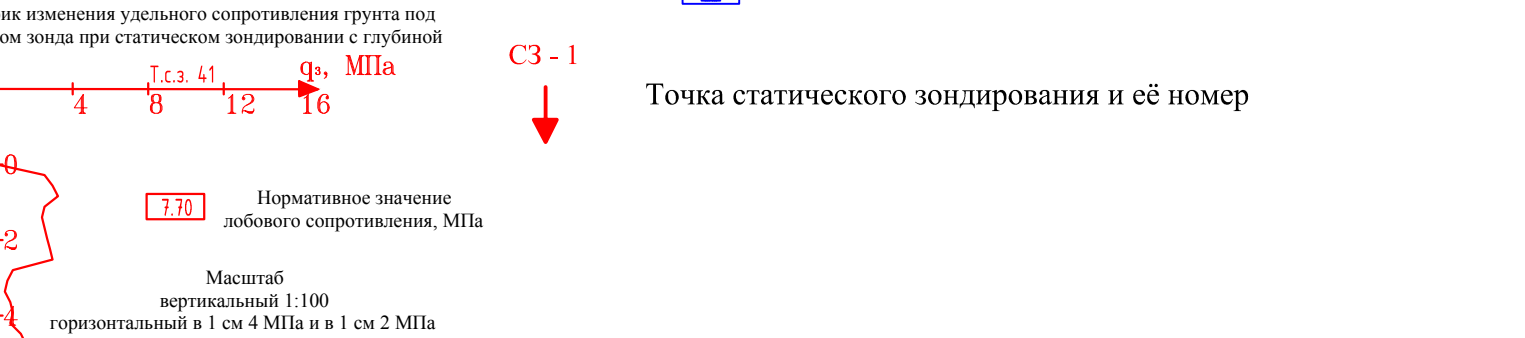 ик изменения удельного сопротивления грунта под
ом зонда при статическом зондировании с глубиной
Т.с.з. 41
qз, МПа
4 8 12 16
0
2
4
7.70
Нормативное значение
лобового сопротивления, МПа
Масштаб
вертикальный 1:100
горизонтальный в 1 см 4 МПа и в 1 см 2 МПа
СЗ - 1
Точка статического зондирования и её номер